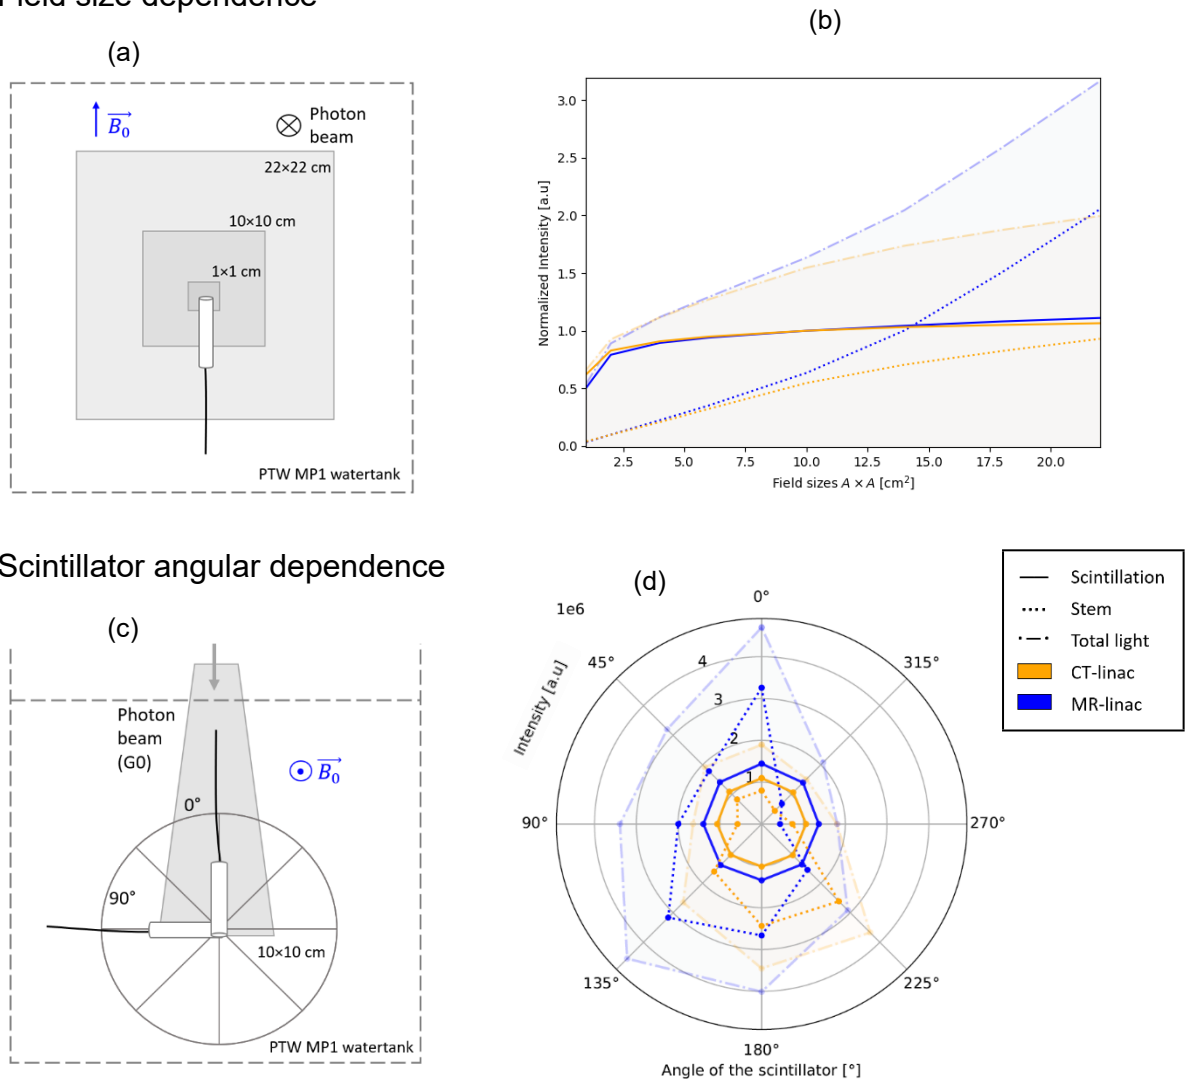 Field size dependence
(a)
(b)
B₀
Photon
beam
22×22 cm
10×10 cm
1×1 cm
PTW MP1 watertank
Normalized Intensity [a.u]
3.0
2.5
2.0
1.5
1.0
0.5
0.0
2.5 5.0 7.5 10.0 12.5 15.0 17.5 20.0
Field sizes A × A [cm²]
Scintillator angular dependence
(c)
(d)
Photon
beam
(G0)
B₀
0°
90°
10×10 cm
PTW MP1 watertank
1e6
Intensity [a.u]
0°
45°
315°
4
3
2
1
90°
270°
135°
225°
180°
Angle of the scintillator [°]
Scintillation
Stem
Total light
CT-linac
MR-linac